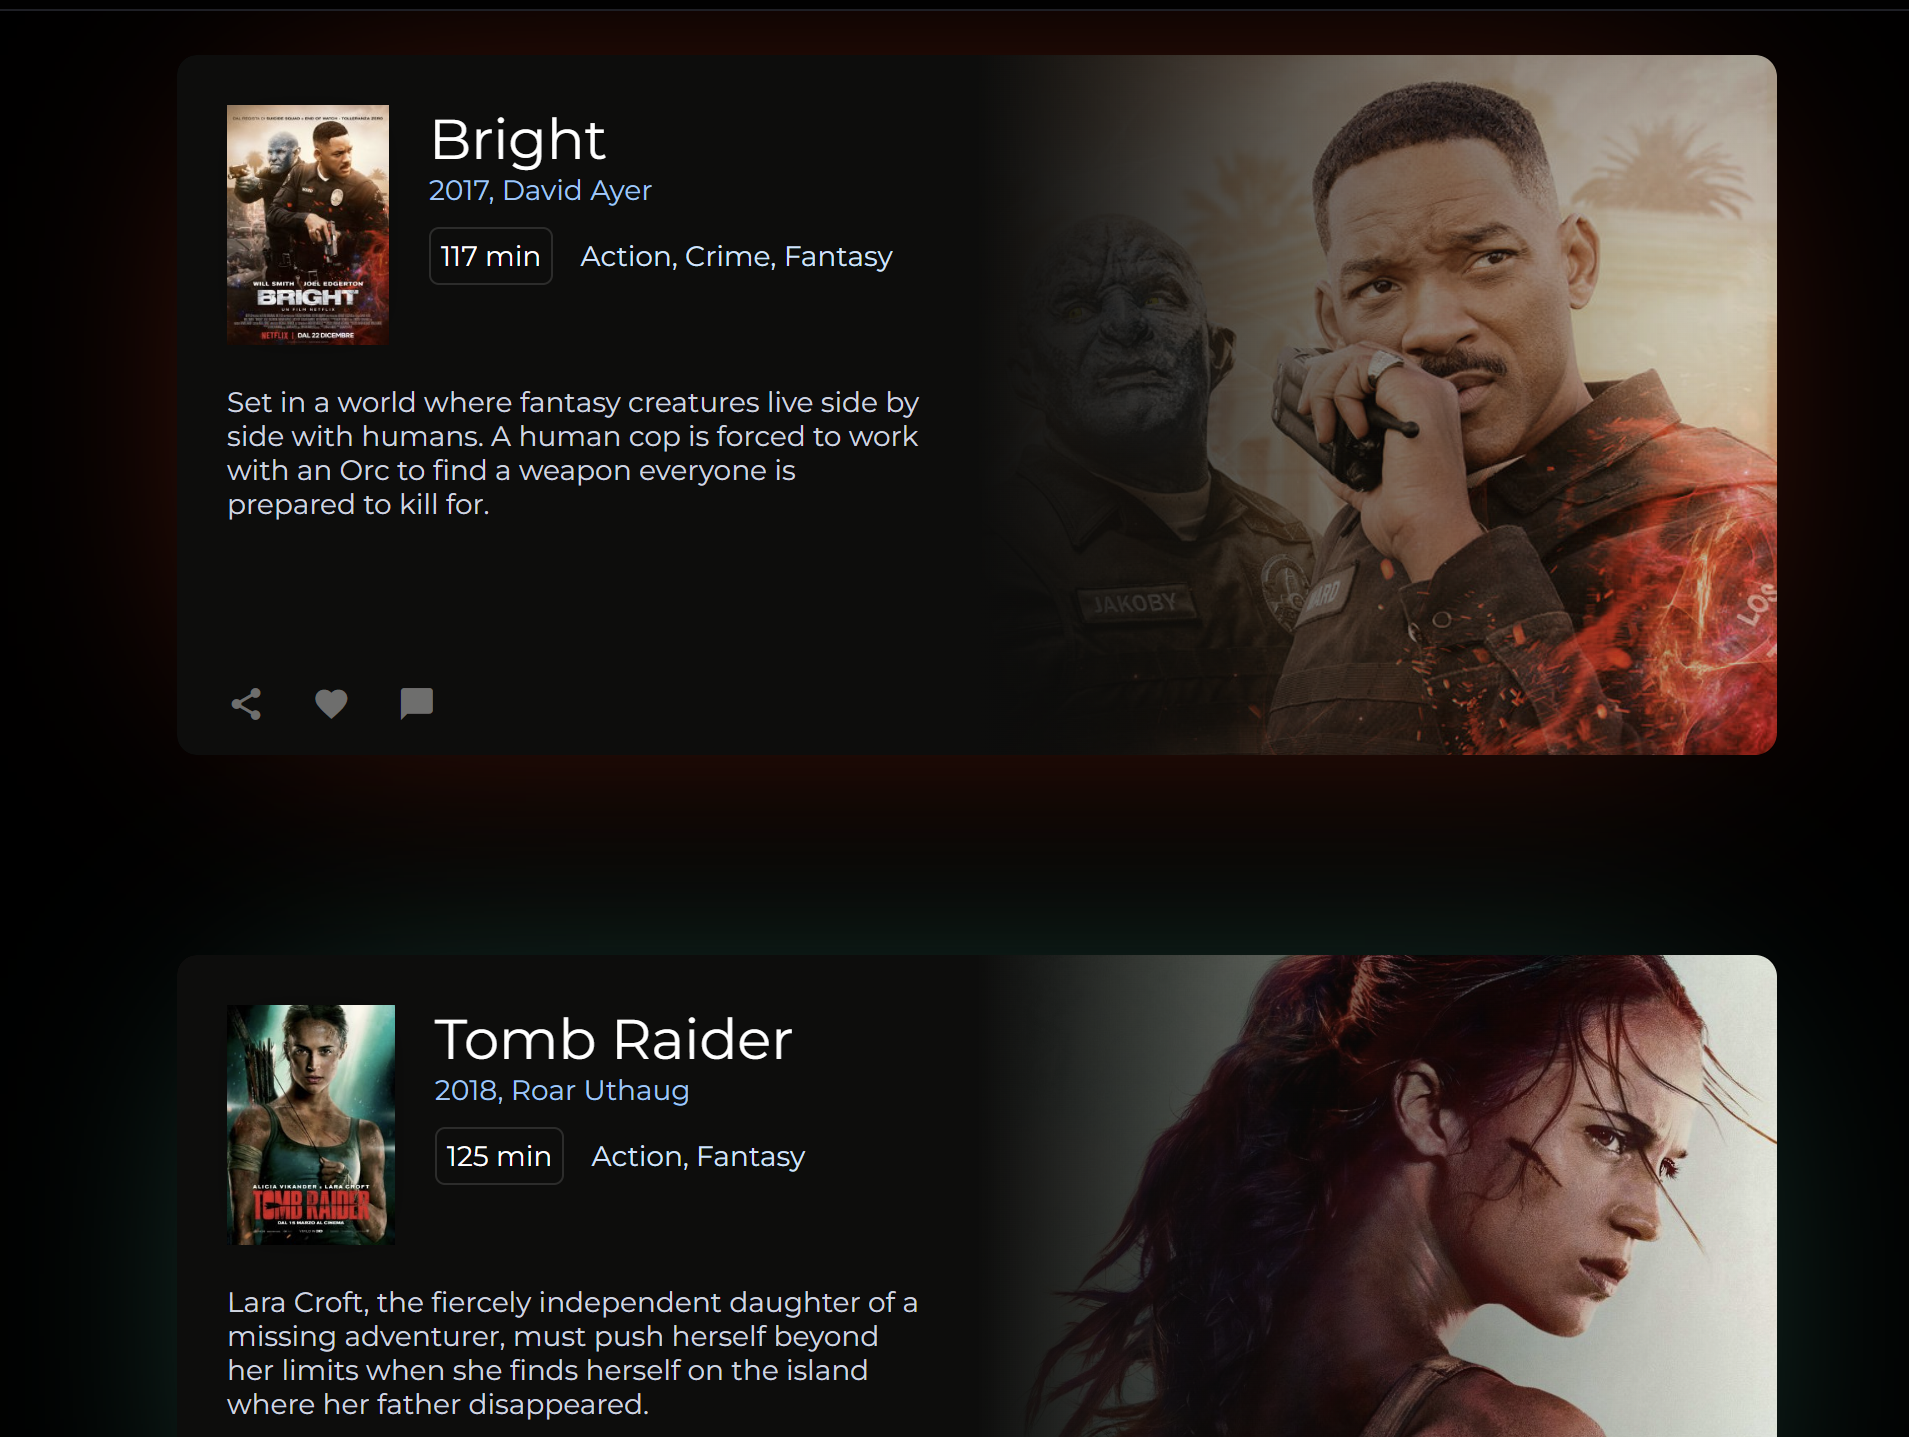 Bright
2017, David Ayer
117 min
Action, Crime, Fantasy
WILL SMITH JOEL EDGERTON
BRIGHT
UN FILM NETFLIX
NETFLIX | DAL 22 DICEMBRE
Set in a world where fantasy creatures live side by
side with humans. A human cop is forced to work
with an Orc to find a weapon everyone is
prepared to kill for.
JAKOBY
ARD
LOS
Tomb Raider
2018, Roar Uthaug
125 min
Action, Fantasy
ALICIA VIKANDER È LARA CROFT
TOMB RAIDER
DAL 15 MARZO AL CINEMA
Lara Croft, the fiercely independent daughter of a
missing adventurer, must push herself beyond
her limits when she finds herself on the island
where her father disappeared.